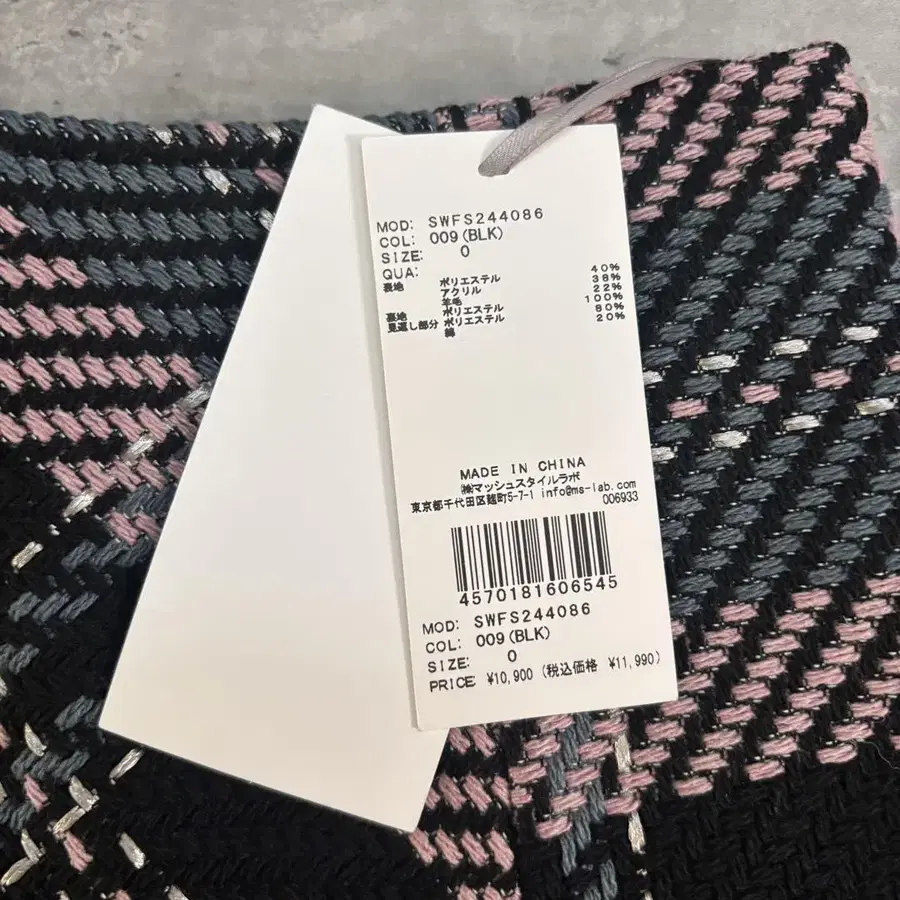 MOD: SWFS244086
COL: 009(BLK)
SIZE: 0
QUA:
表地 ポリエステル 40%
アクリル 38%
羊毛 22%
裏地 ポリエステル 100%
見返し部分 ポリエステル 80%
綿 20%
MADE IN CHINA
㈱マッシュスタイルラボ
東京都千代田区麹町5-7-1 info@ms-lab.com
006933
4570181606545
MOD: SWFS244086
COL: 009(BLK)
SIZE: 0
PRICE: ¥10,900 (税込価格 ¥11,990)